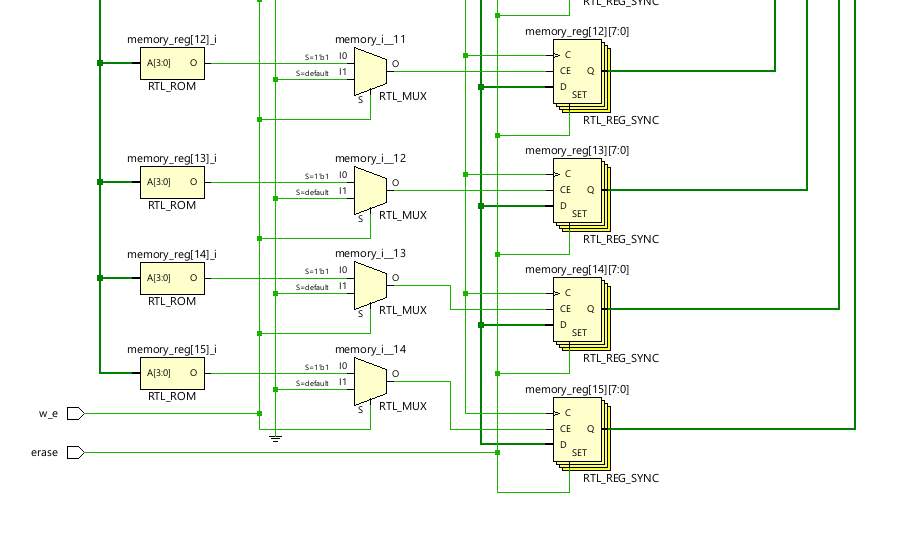 RTL_REG_SYNC
memory_reg[12]_i
A[3:0] O
RTL_ROM
memory_i__11
S=1'b1 I0
S=default I1
O
S
RTL_MUX
memory_reg[12][7:0]
C
CE Q
D
SET
RTL_REG_SYNC
memory_reg[13]_i
A[3:0] O
RTL_ROM
memory_i__12
S=1'b1 I0
S=default I1
O
S
RTL_MUX
memory_reg[13][7:0]
C
CE Q
D
SET
RTL_REG_SYNC
memory_reg[14]_i
A[3:0] O
RTL_ROM
memory_i__13
S=1'b1 I0
S=default I1
O
S
RTL_MUX
memory_reg[14][7:0]
C
CE Q
D
SET
RTL_REG_SYNC
memory_reg[15]_i
A[3:0] O
RTL_ROM
memory_i__14
S=1'b1 I0
S=default I1
O
S
RTL_MUX
memory_reg[15][7:0]
C
CE Q
D
SET
RTL_REG_SYNC
w_e
erase